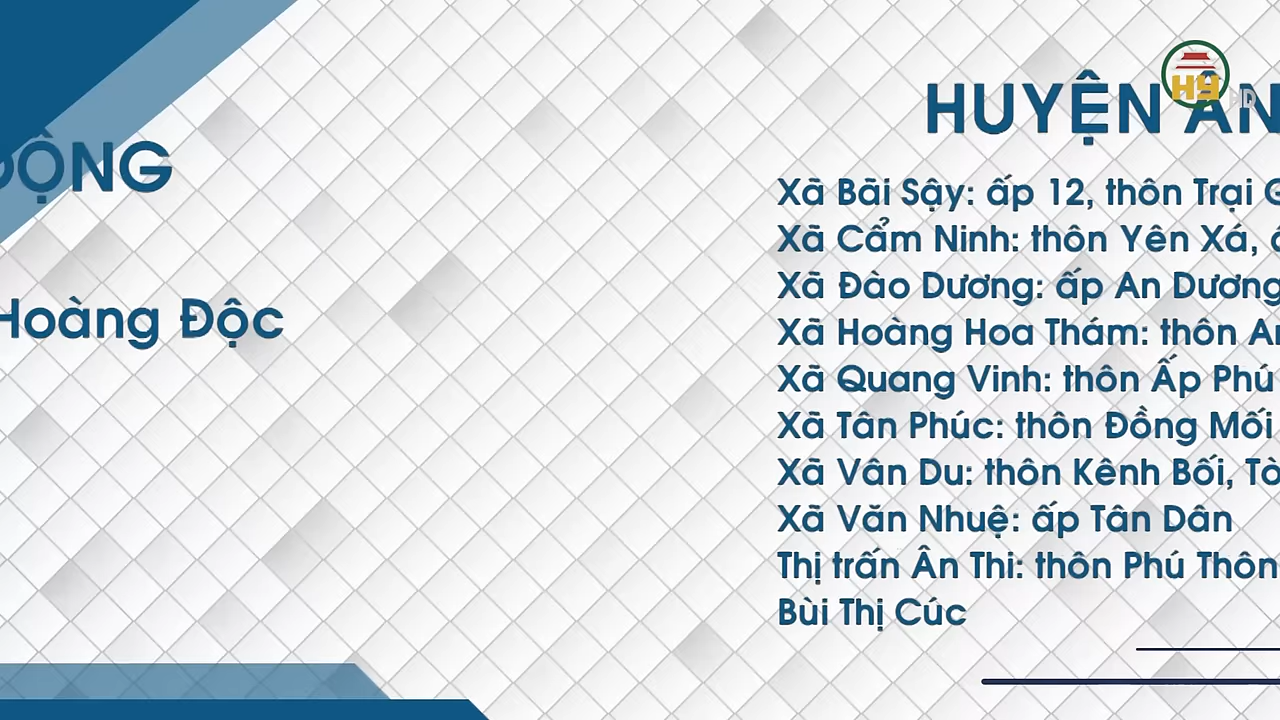 ĐỘNG
Hoàng Độc
HUYỆN ÂN
Xã Bãi Sậy: ấp 12, thôn Trại
Xã Cẩm Ninh: thôn Yên Xá,
Xã Đào Dương: ấp An Dương
Xã Hoàng Hoa Thám: thôn
Xã Quang Vinh: thôn Ấp Phú
Xã Tân Phúc: thôn Đồng Mối
Xã Vân Du: thôn Kênh Bối,
Xã Văn Nhuệ: ấp Tân Dân
Thị trấn Ân Thi: thôn Phú Thôn
Bùi Thị Cúc
HY
HD